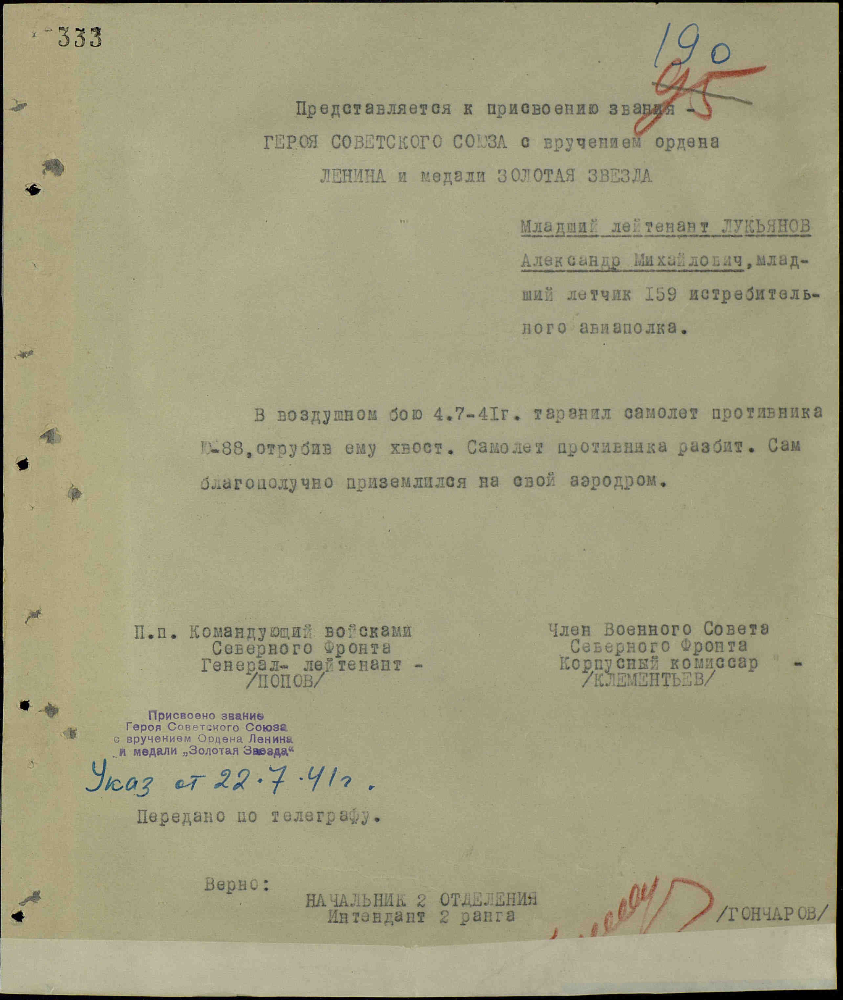 333
190
95
Представляется к присвоению звания -
ГЕРОЯ СОВЕТСКОГО СОЮЗА с вручением ордена
ЛЕНИНА и медали ЗОЛОТАЯ ЗВЕЗДА
Младший лейтенант ЛУКЬЯНОВ
Александр Михайлович, млад-
ший летчик I59 истребитель-
ного авиаполка.
В воздушном бою 4.7-4Iг. таранил самолет противника
Ю-88, отрубив ему хвост. Самолет противника разбит. Сам
благополучно приземлился на свой аэродром.
П.п. Командующий войсками
Северного Фронта
Генерал- лейтенант -
/ПОПОВ/
Член Военного Совета
Северного Фронта
Корпусный комиссар -
/КЛЕМЕНТЬЕВ/
Присвоено звание
Героя Советского Союза
с вручением Ордена Ленина
и медали „Золотая Звезда“
Указ от 22.7.41г.
Передано по телеграфу.
Верно:
НАЧАЛЬНИК 2 ОТДЕЛЕНИЯ
Интендант 2 ранга
/ГОНЧАРОВ/